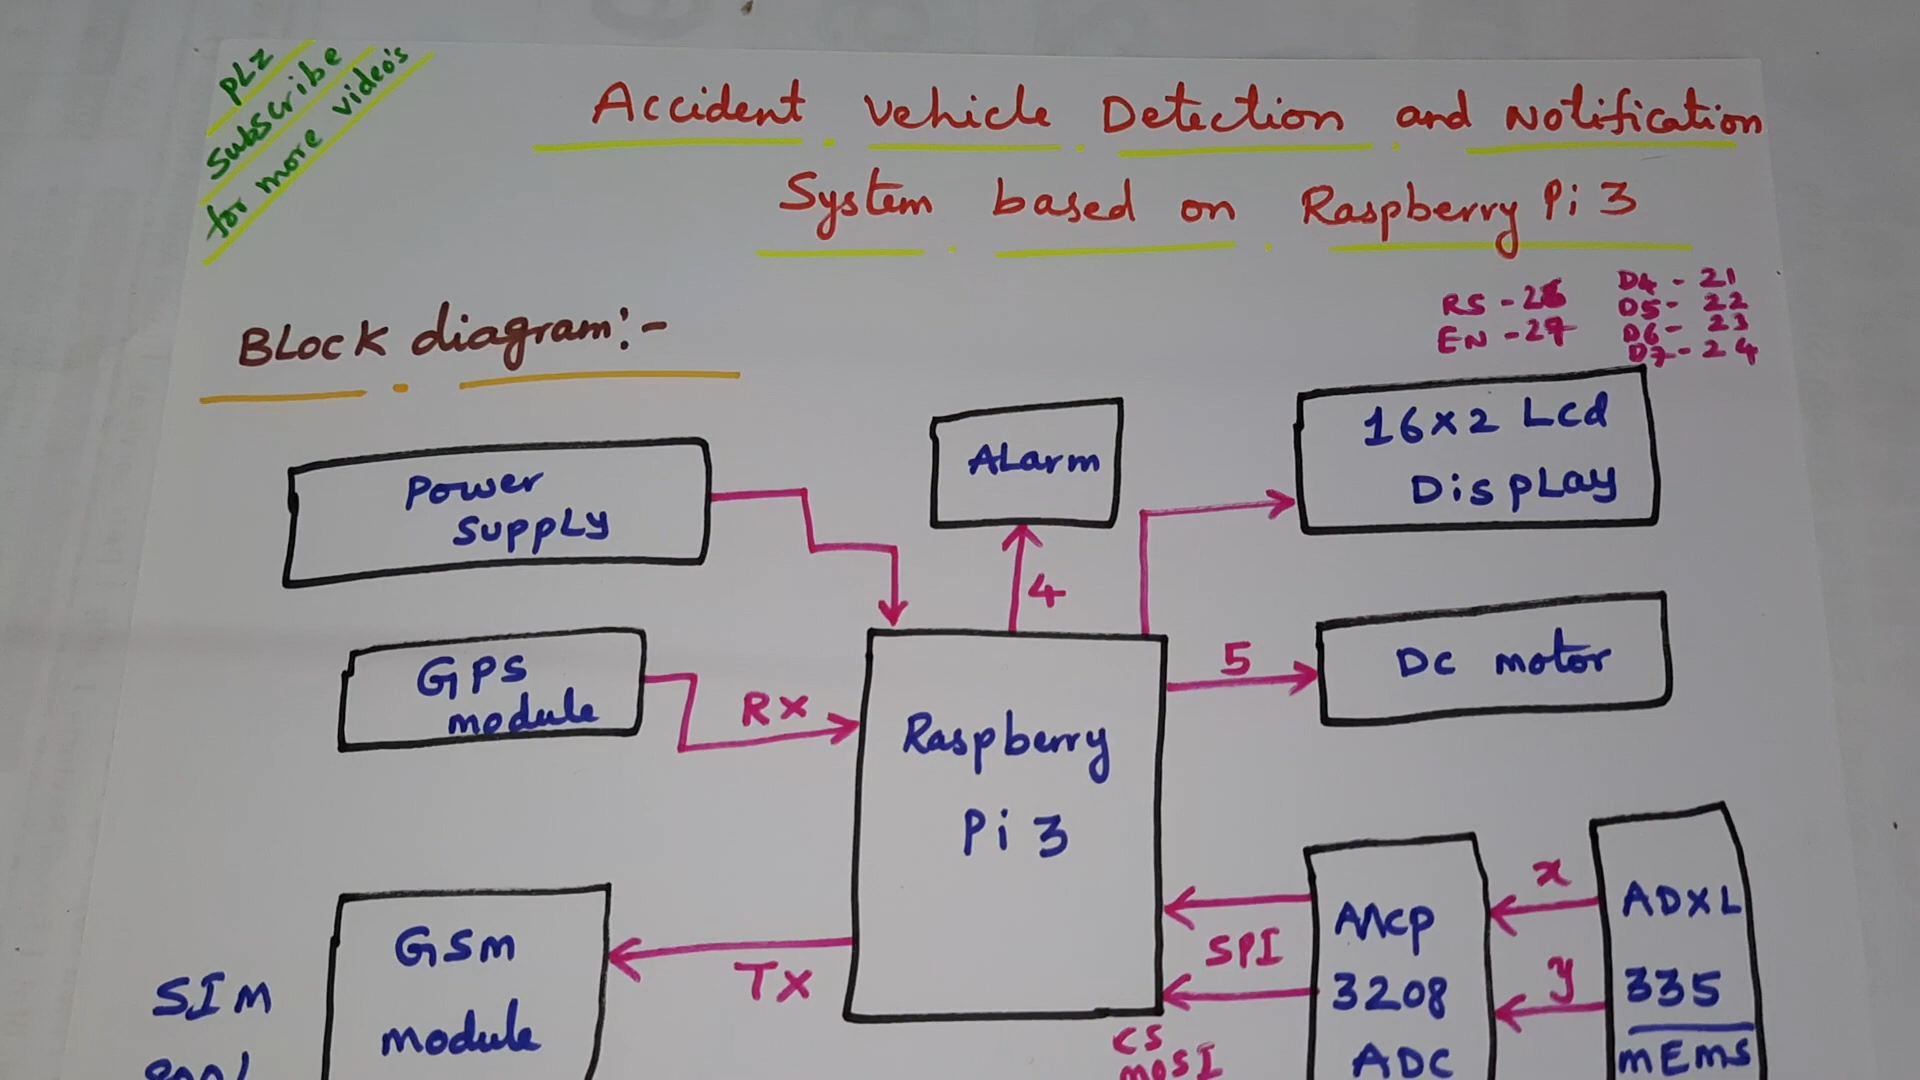 PLZ
Subscribe
for more video's
Accident Vehicle Detection and Notification
System based on Raspberry Pi 3
D4 - 21
RS - D5 - 22
EN - 27 D6 - 23
D7 - 24
Block diagram:-
Power
Supply
Alarm
16x2 Lcd
Display
4
GPS
module
RX
5
DC motor
Raspberry
Pi 3
GSM
module
TX
SIM
SPI
CS
MOSI
MCP
3208
ADC
x
y
ADXL
335
MEMS